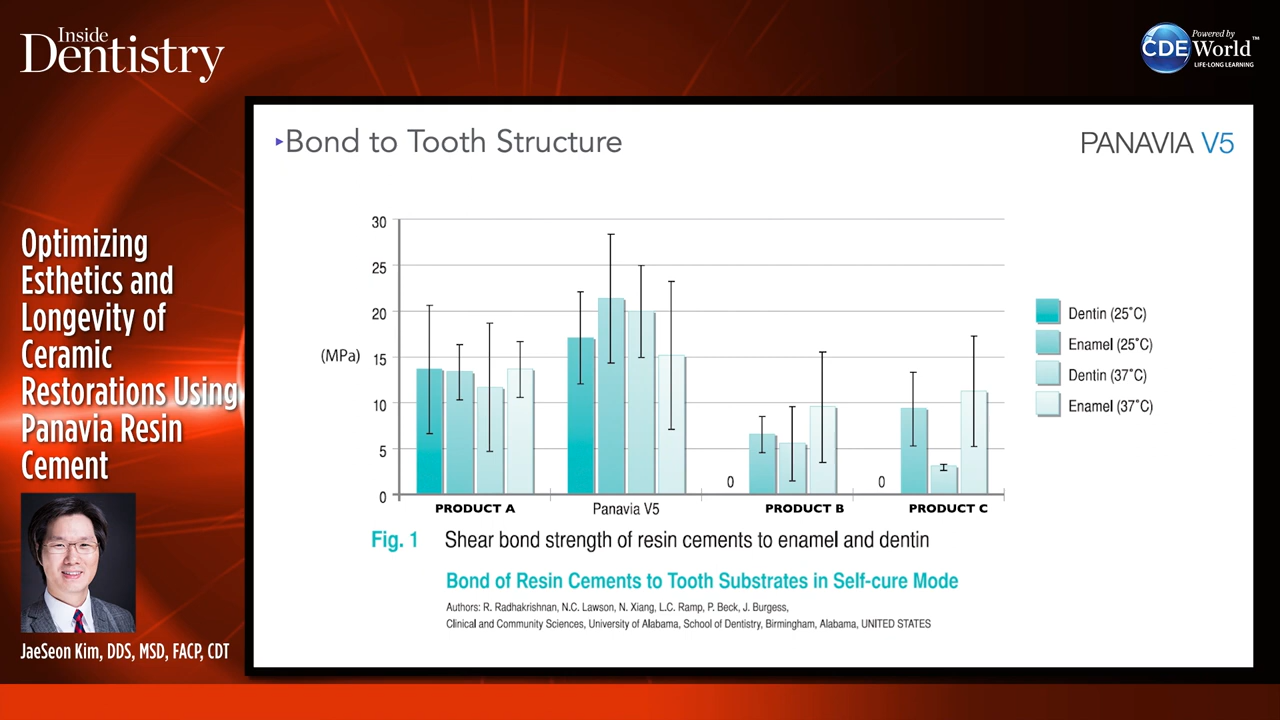 Inside
Dentistry
Powered by
CDEWorld™
LIFE-LONG LEARNING
▸Bond to Tooth Structure
PANAVIA V5
Optimizing
Esthetics and
Longevity of
Ceramic
Restorations Using
Panavia Resin
Cement
JaeSeon Kim, DDS, MSD, FACP, CDT
30
25
20
(MPa)
15
10
5
0
0
0
PRODUCT A
Panavia V5
PRODUCT B
PRODUCT C
Dentin (25˚C)
Enamel (25˚C)
Dentin (37˚C)
Enamel (37˚C)
Fig. 1 Shear bond strength of resin cements to enamel and dentin
Bond of Resin Cements to Tooth Substrates in Self-cure Mode
Authors: R. Radhakrishnan, N.C. Lawson, N. Xiang, L.C. Ramp, P. Beck, J. Burgess,
Clinical and Community Sciences, University of Alabama, School of Dentistry, Birmingham, Alabama, UNITED STATES